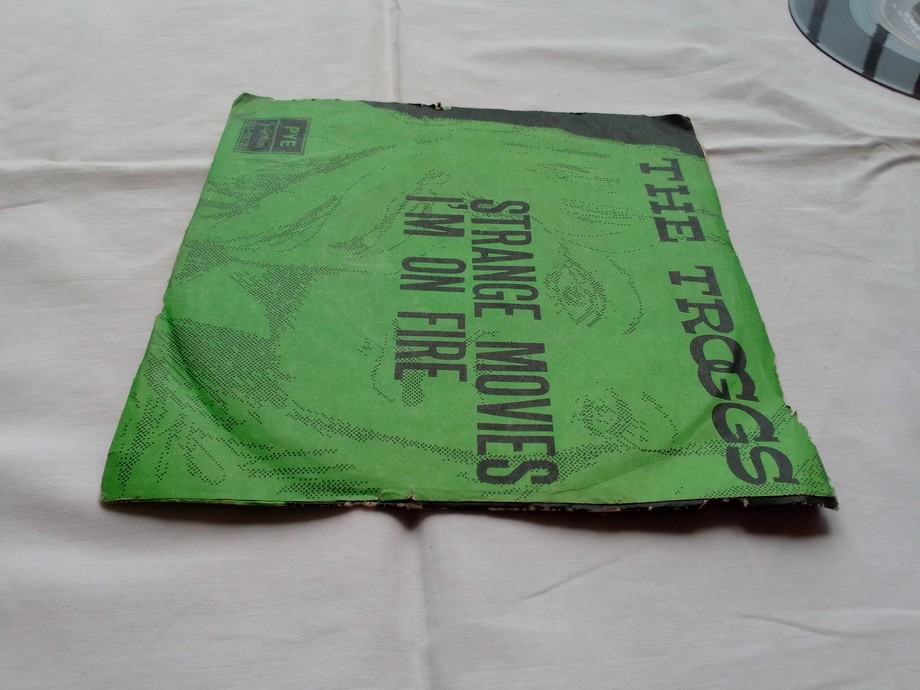 THE TROGGS
STRANGE MOVIES
I'M ON FIRE
PYE